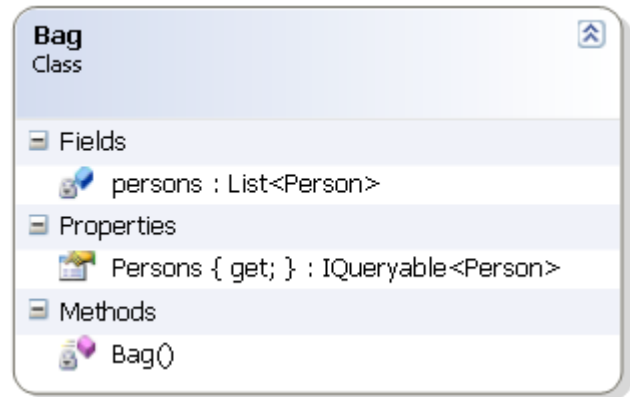 Bag
Class
Fields
persons : List<Person>
Properties
Persons { get; } : IQueryable<Person>
Methods
Bag()